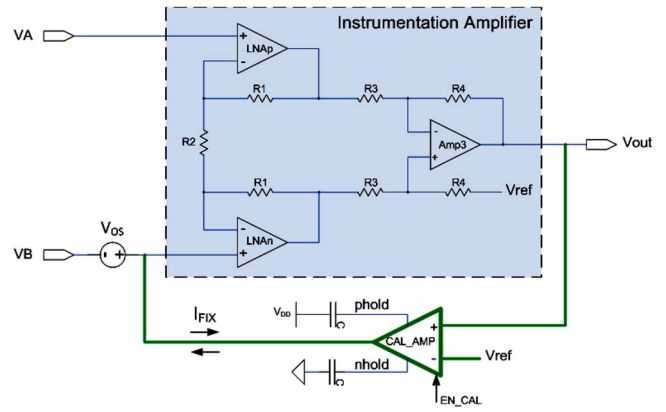 Instrumentation Amplifier
VA
+
LNAp
-
R1
R3
R4
R2
-
Amp3
+
Vout
R1
R3
R4
Vref
-
LNAn
+
VB
VOS
- +
IFIX
VDD
phold
+
CAL_AMP
-
Vref
nhold
EN_CAL